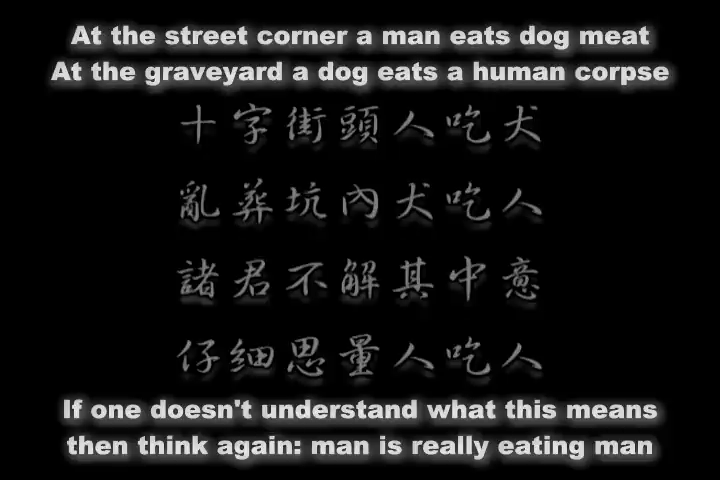 At the street corner a man eats dog meat
At the graveyard a dog eats a human corpse
十字街頭人吃犬
亂葬坑內犬吃人
諸君不解其中意
仔細思量人吃人
If one doesn't understand what this means
then think again: man is really eating man